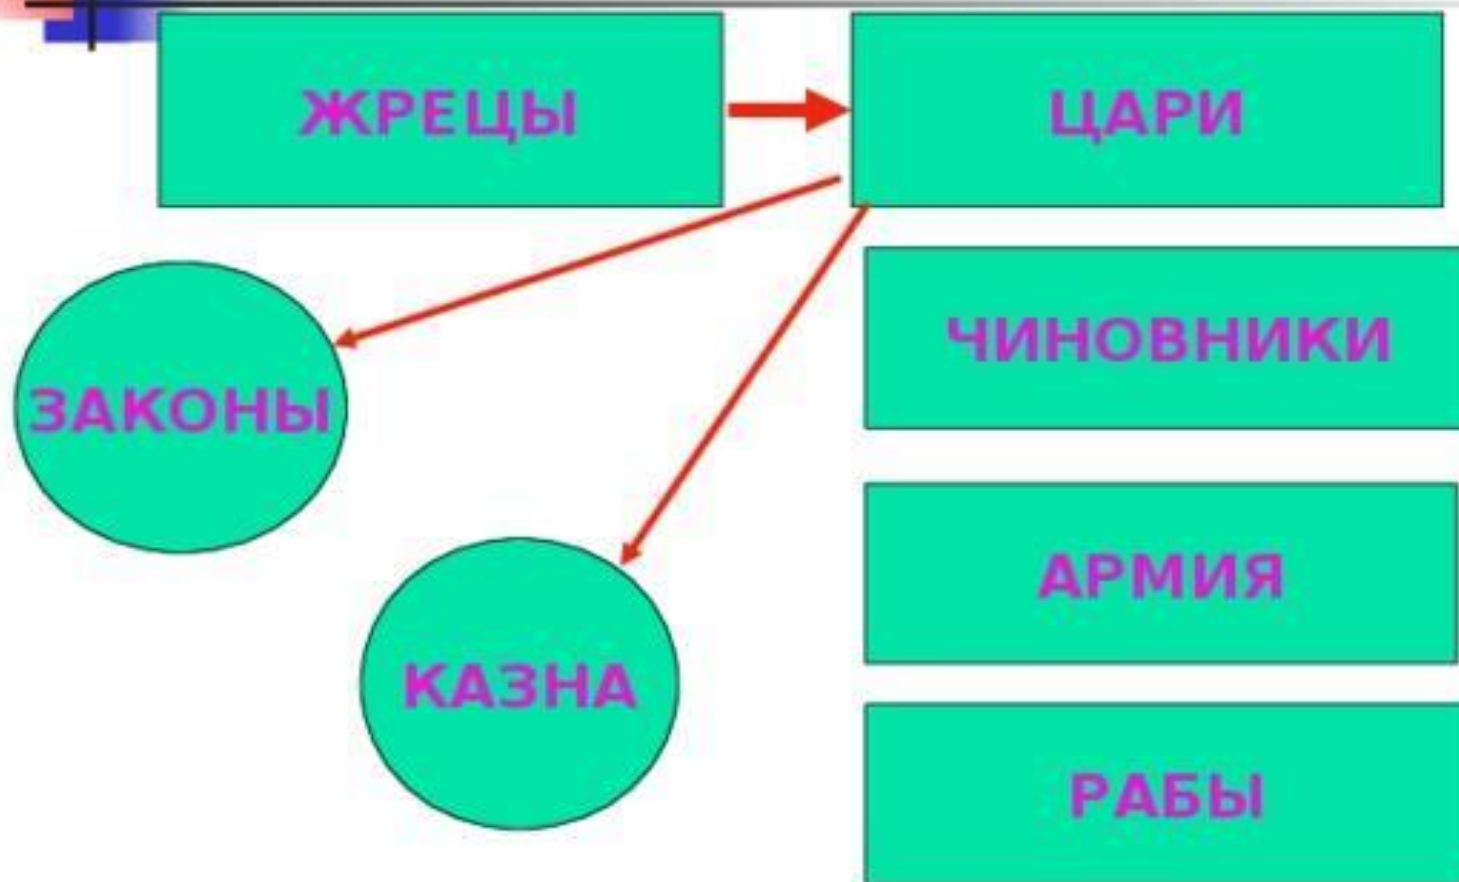 ЖРЕЦЫ
ЦАРИ
ЧИНОВНИКИ
ЗАКОНЫ
АРМИЯ
КАЗНА
РАБЫ